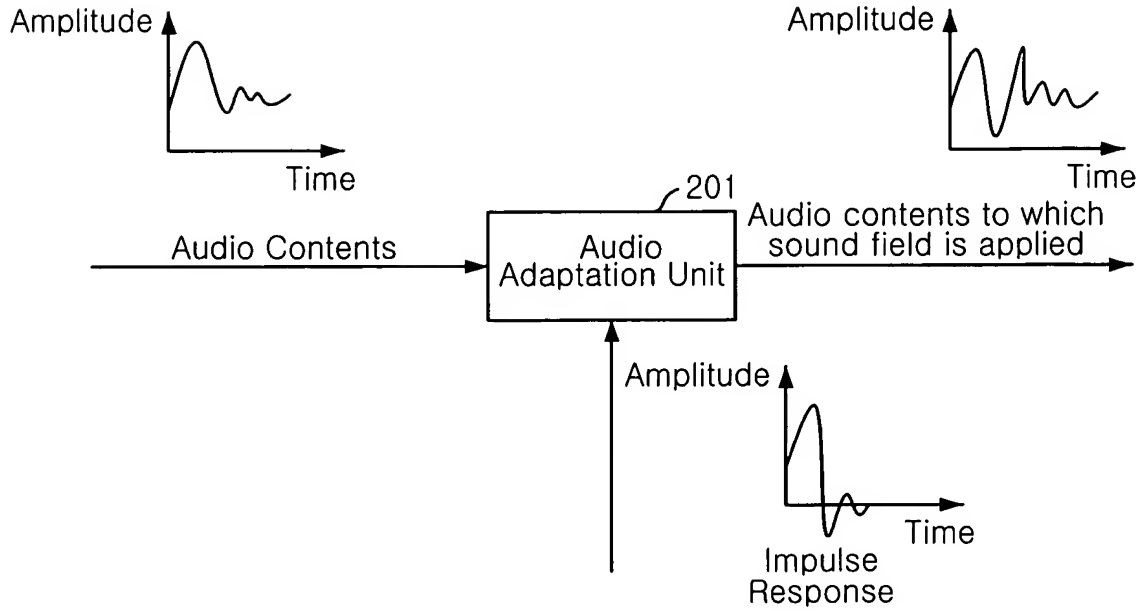 Amplitude
Time
Amplitude
Time
201
Audio Contents
Audio
Adaptation Unit
Audio contents to which
sound field is applied
Amplitude
Time
Impulse
Response